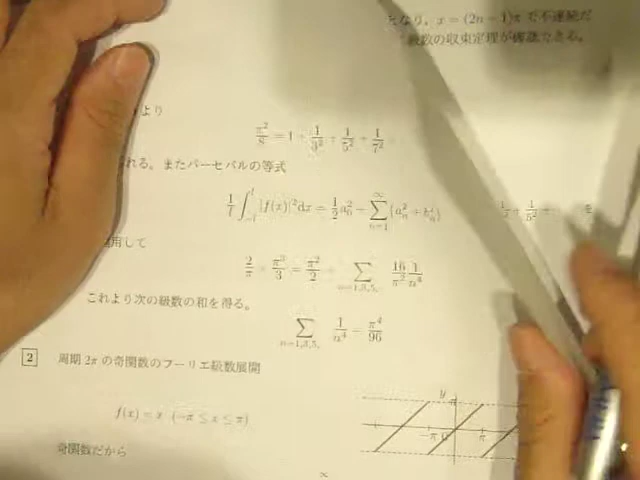 となり, x = (2n − 1)π で不連続だ
級数の収束定理が確認できる。
より
π²/8 = 1 + 1/3² + 1/5² + 1/7² +
れる。またパーセバルの等式
1/l ∫_{-l}^{l} |f(x)|² dx = 1/2 a₀² + ∑_{n=1}^{∞} (aₙ² + bₙ²)
+ 1/5² + を
用して
2/π · π³/3 = π²/2 + ∑_{n=1,3,5,} 16/π² 1/n⁴
これより次の級数の和を得る。
∑_{n=1,3,5,} 1/n⁴ = π⁴/96
2 周期 2π の奇関数のフーリエ級数展開
f(x) = x (−π ≤ x ≤ π)
y π
−π O π
奇関数だから
∞